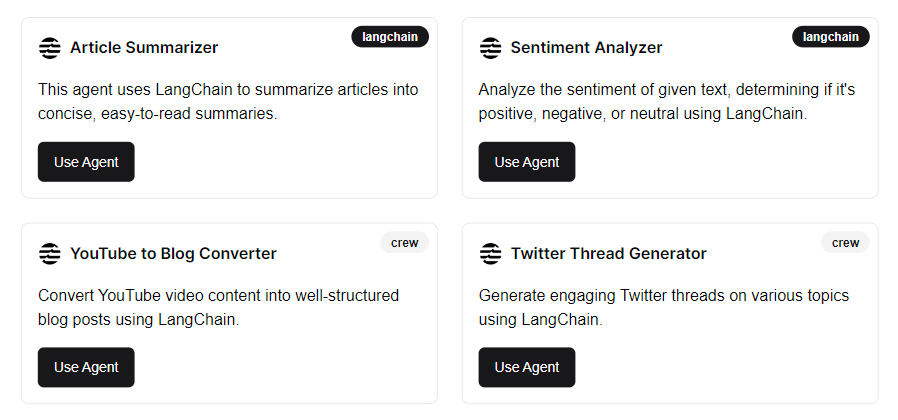 Article Summarizer
langchain
This agent uses LangChain to summarize articles into
concise, easy-to-read summaries.
Use Agent
Sentiment Analyzer
langchain
Analyze the sentiment of given text, determining if it's
positive, negative, or neutral using LangChain.
Use Agent
YouTube to Blog Converter
crew
Convert YouTube video content into well-structured
blog posts using LangChain.
Use Agent
Twitter Thread Generator
crew
Generate engaging Twitter threads on various topics
using LangChain.
Use Agent